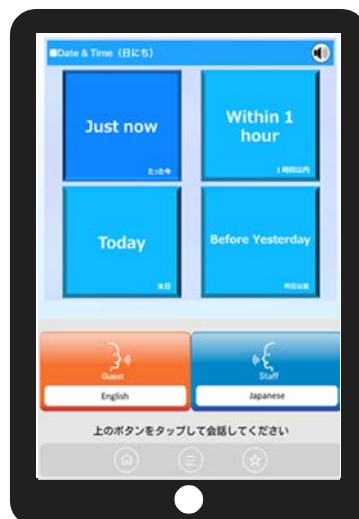 ■Date & Time（日にち）
Just now
たった今
Within 1
hour
1時間以内
Today
本日
Before Yesterday
昨日以前
Guest
Staff
English
Japanese
上のボタンをタップして会話してください